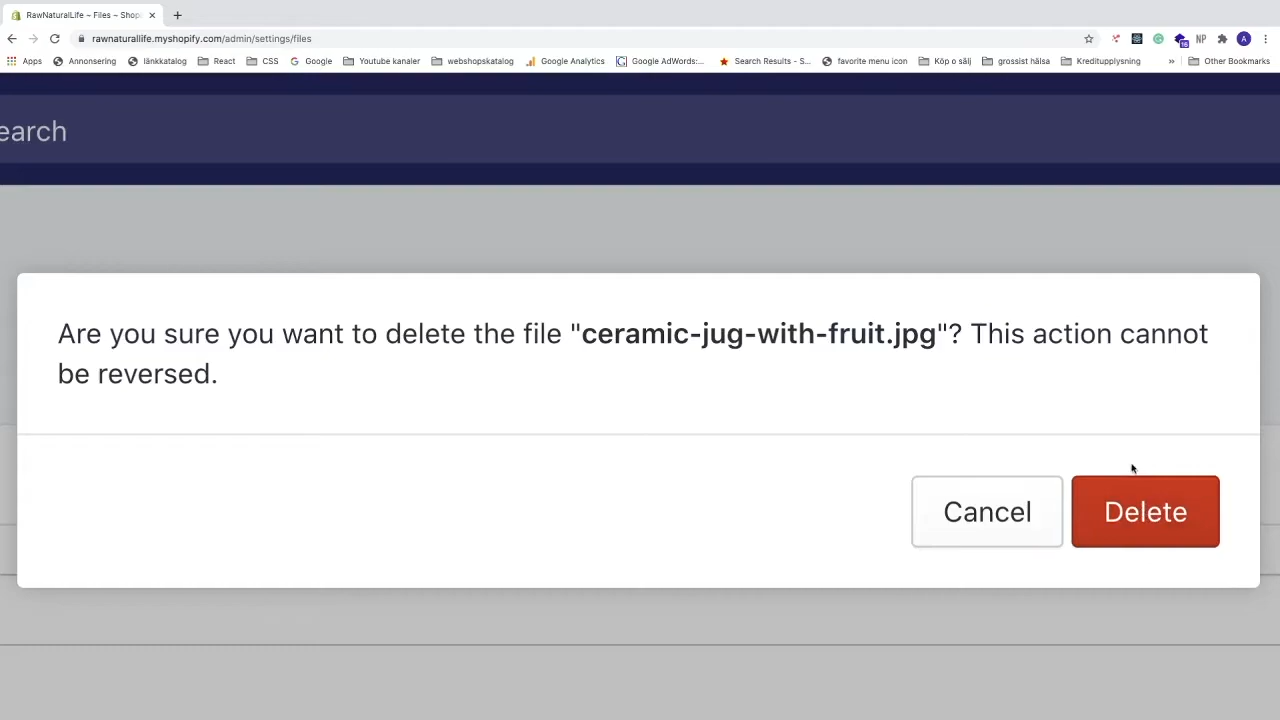 RawNaturalLife ~ Files ~ Shop
rawnaturallife.myshopify.com/admin/settings/files
NP
A
16
Apps Annonsering länkkatalog React CSS Google Youtube kanaler webshopskatalog Google Analytics Google AdWords:... Search Results - S... favorite menu icon Köp o sälj grossist hälsa Kreditupplysning » Other Bookmarks
earch
Are you sure you want to delete the file "ceramic-jug-with-fruit.jpg"? This action cannot
be reversed.
Cancel Delete